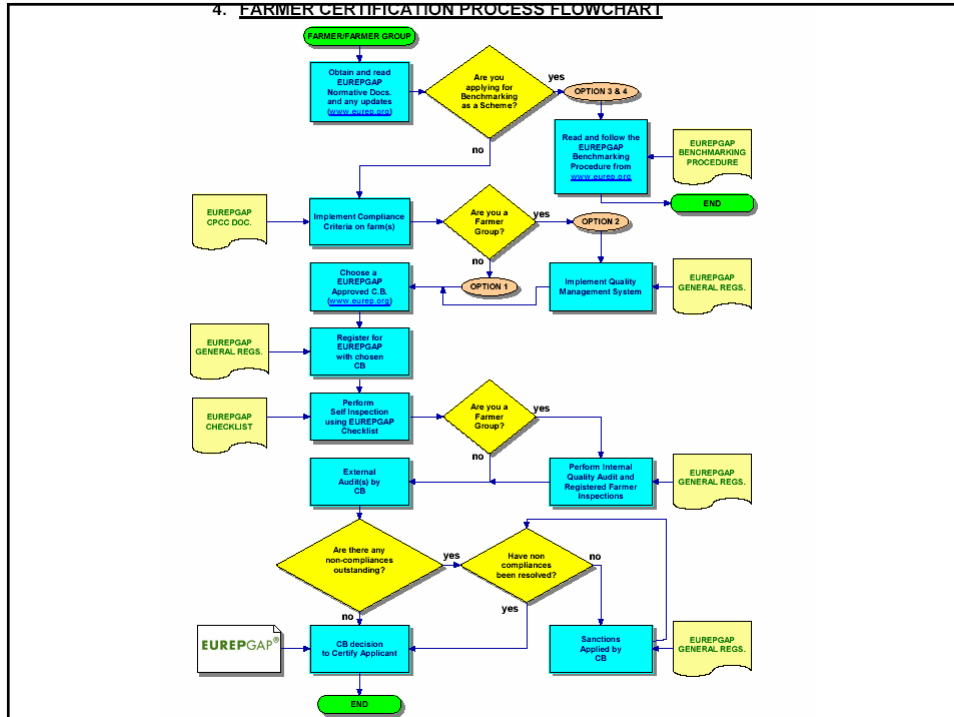 4. FARMER CERTIFICATION PROCESS FLOWCHART
FARMER/FARMER GROUP
Obtain and read
EUREPGAP
Normative Docs.
and any updates
(www.eurep.org)
Are you
applying for
Benchmarking
as a Scheme?
yes
OPTION 3 & 4
no
Read and follow the
EUREPGAP
Benchmarking
Procedure from
www.eurep.org
EUREPGAP
BENCHMARKING
PROCEDURE
END
EUREPGAP
CPCC DOC.
Implement Compliance
Criteria on farm(s)
Are you a
Farmer
Group?
yes
OPTION 2
no
Choose a
EUREPGAP
Approved C.B.
(www.eurep.org)
OPTION 1
Implement Quality
Management System
EUREPGAP
GENERAL REGS.
EUREPGAP
GENERAL REGS.
Register for
EUREPGAP
with chosen
CB
EUREPGAP
CHECKLIST
Perform
Self Inspection
using EUREPGAP
Checklist
Are you a
Farmer
Group?
yes
no
External
Audit(s) by
CB
Perform Internal
Quality Audit and
Registered Farmer
Inspections
EUREPGAP
GENERAL REGS.
Are there any
non-compliances
outstanding?
yes
Have non
compliances
been resolved?
no
yes
no
EUREPGAP®
CB decision
to Certify Applicant
Sanctions
Applied by
CB
EUREPGAP
GENERAL REGS.
END